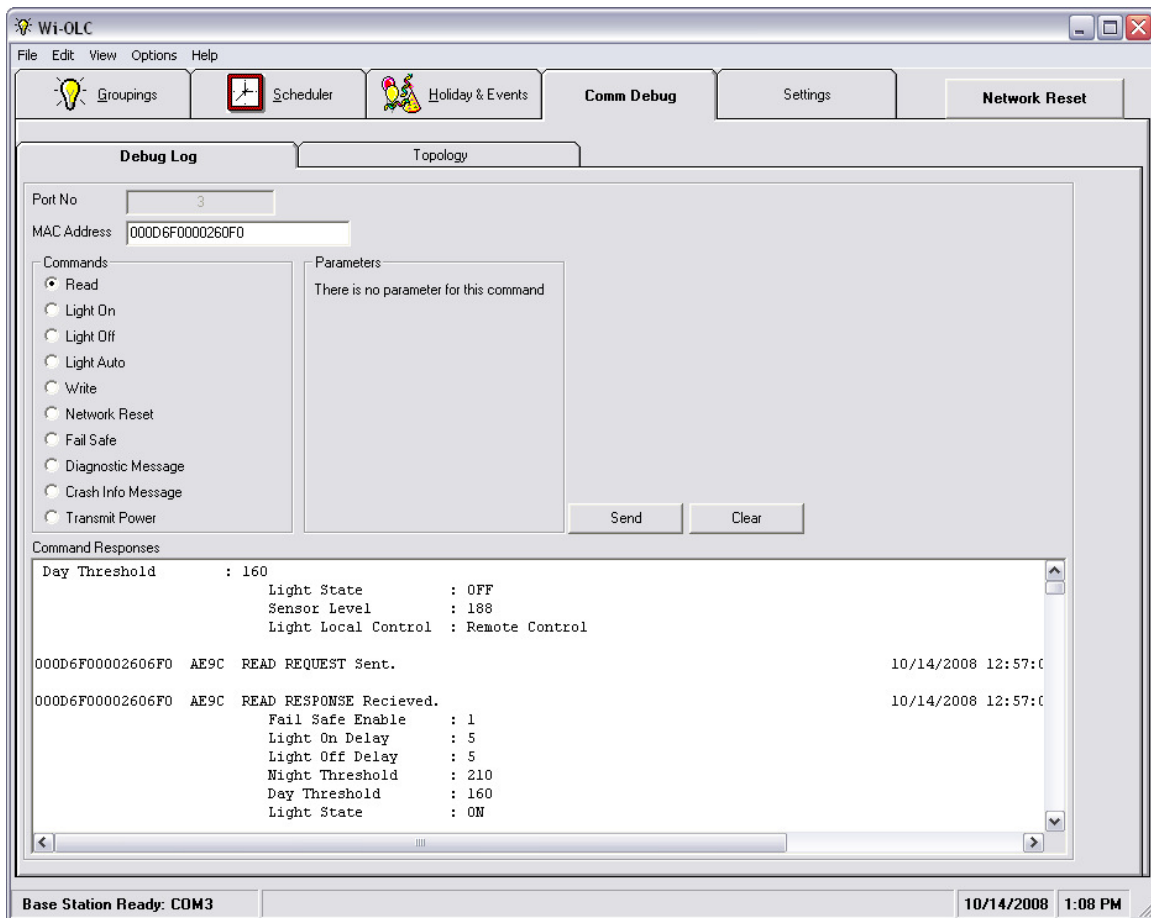 Wi-OLC
File Edit View Options Help
Groupings Scheduler Holiday & Events Comm Debug Settings Network Reset
Debug Log Topology
Port No 3
MAC Address 000D6F0000260F0
Commands Parameters
Read There is no parameter for this command
Light On
Light Off
Light Auto
Write
Network Reset
Fail Safe
Diagnostic Message
Crash Info Message
Transmit Power
Send Clear
Command Responses
Day Threshold : 160
Light State : OFF
Sensor Level : 188
Light Local Control : Remote Control
000D6F00002606F0 AE9C READ REQUEST Sent. 10/14/2008 12:57:0
000D6F00002606F0 AE9C READ RESPONSE Recieved. 10/14/2008 12:57:0
Fail Safe Enable : 1
Light On Delay : 5
Light Off Delay : 5
Night Threshold : 210
Day Threshold : 160
Light State : ON
Base Station Ready: COM3 10/14/2008 1:08 PM